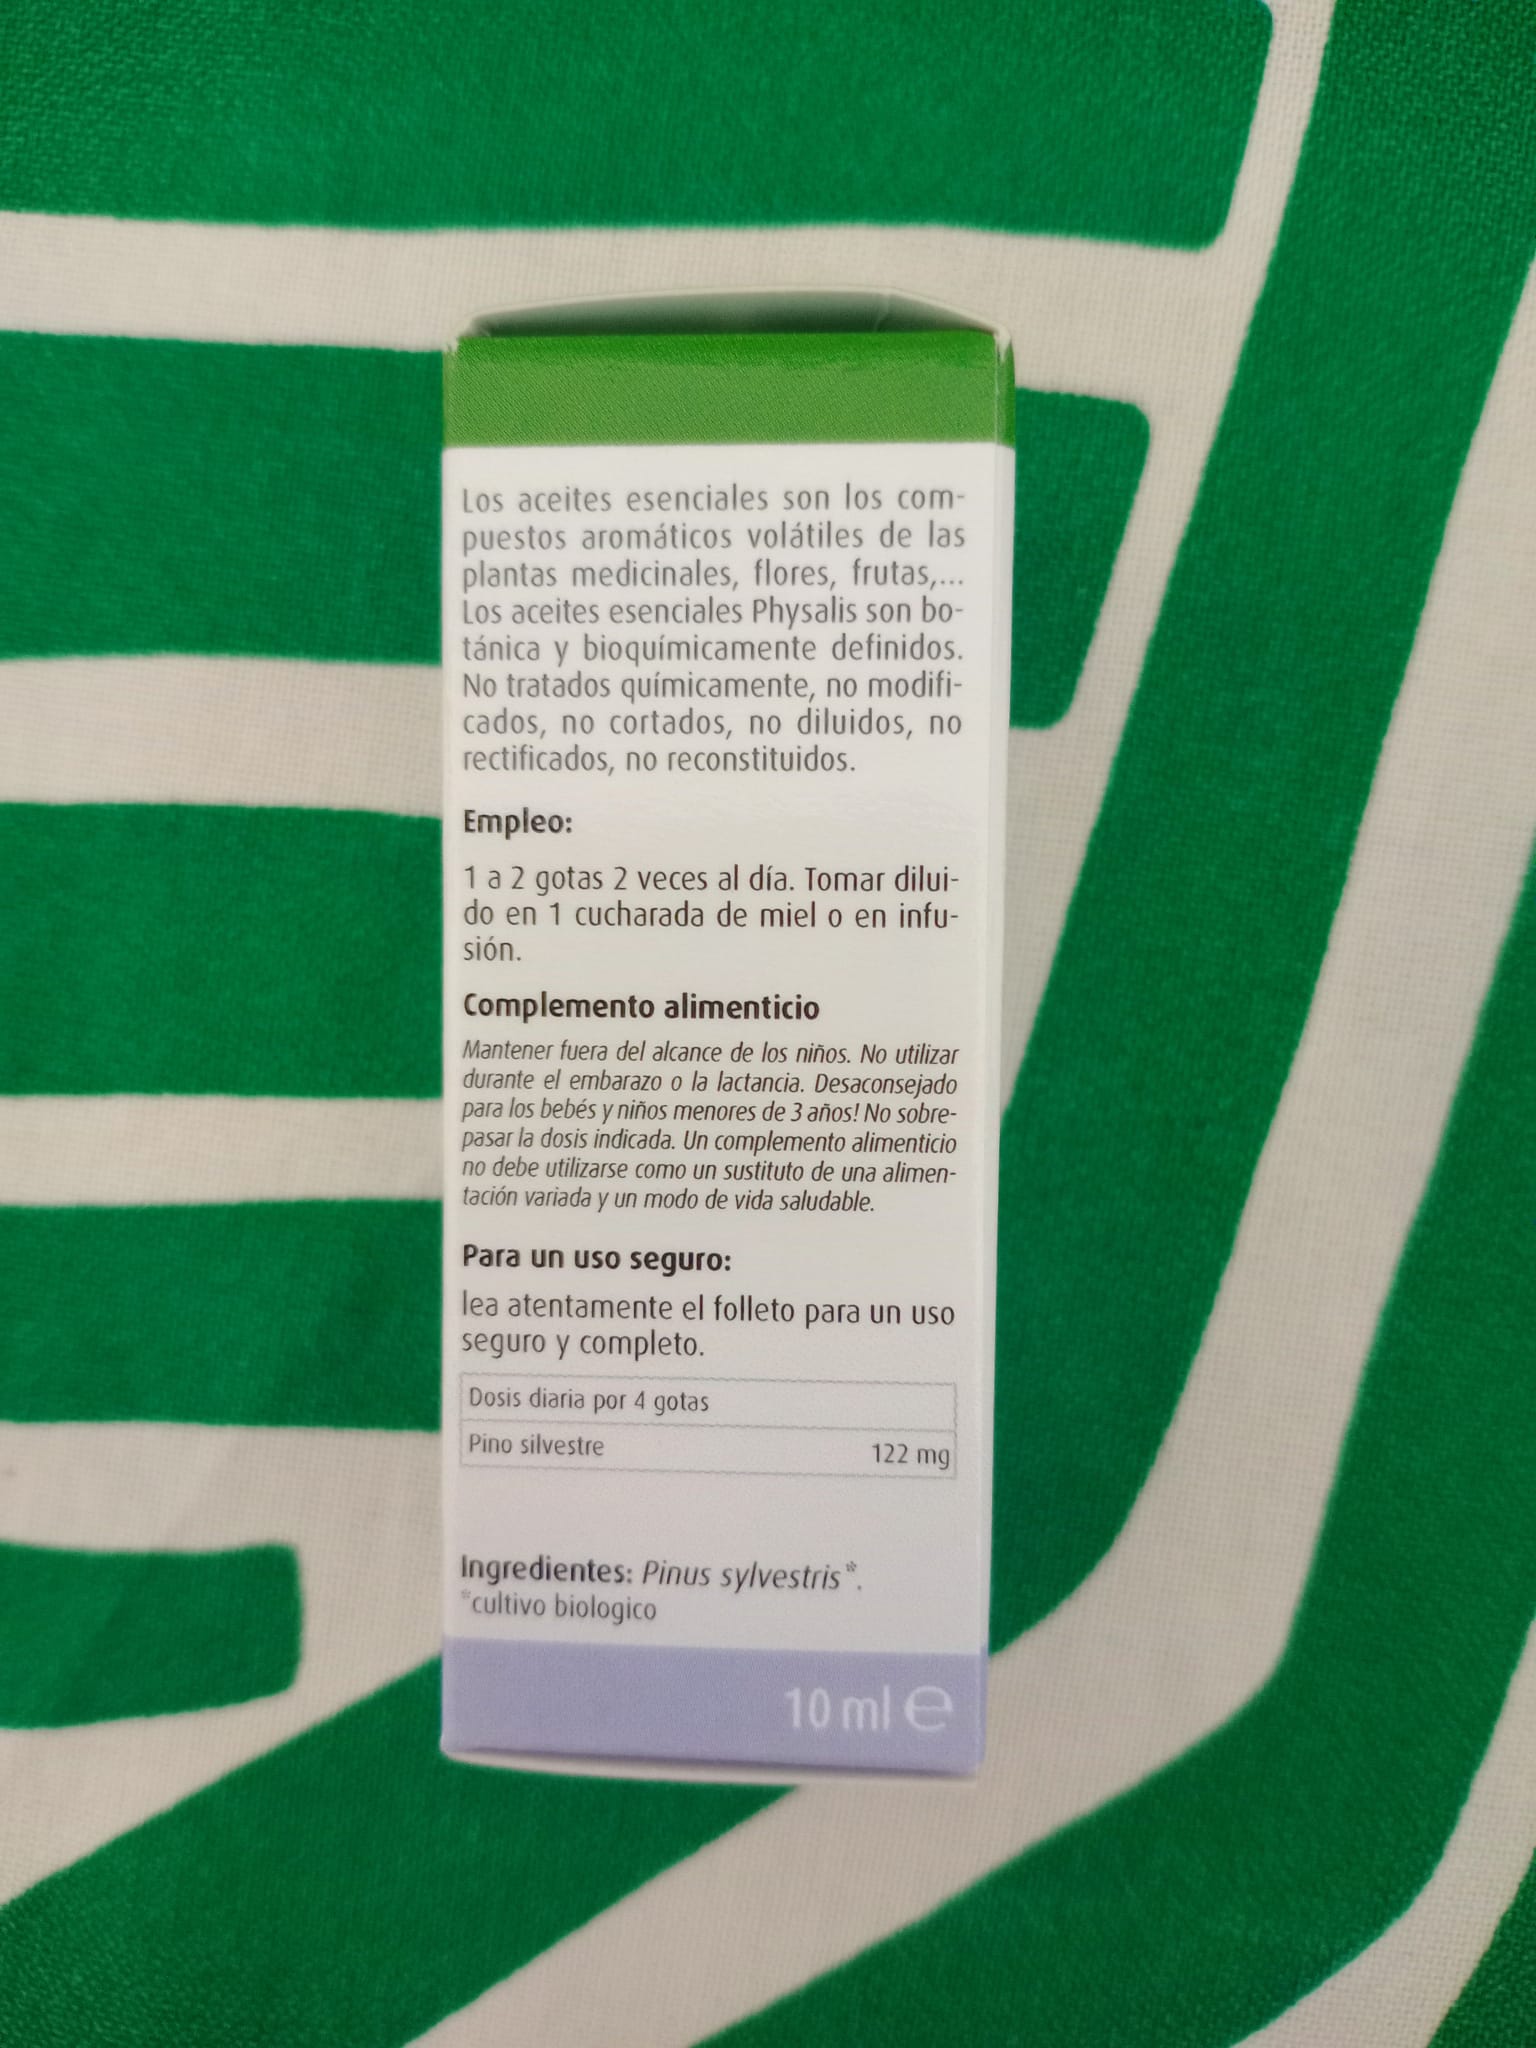 Los aceites esenciales son los com-
puestos aromáticos volátiles de las
plantas medicinales, flores, frutas,...
Los aceites esenciales Physalis son bo-
tánica y bioquímicamente definidos.
No tratados químicamente, no modifi-
cados, no cortados, no diluidos, no
rectificados, no reconstituidos.
Empleo:
1 a 2 gotas 2 veces al día. Tomar dilui-
do en 1 cucharada de miel o en infu-
sión.
Complemento alimenticio
Mantener fuera del alcance de los niños. No utilizar
durante el embarazo o la lactancia. Desaconsejado
para los bebés y niños menores de 3 años! No sobre-
pasar la dosis indicada. Un complemento alimenticio
no debe utilizarse como un sustituto de una alimen-
tación variada y un modo de vida saludable.
Para un uso seguro:
lea atentamente el folleto para un uso
seguro y completo.
Dosis diaria por 4 gotas
Pino silvestre 122 mg
Ingredientes: Pinus sylvestris*.
*cultivo biologico
10 ml ℮